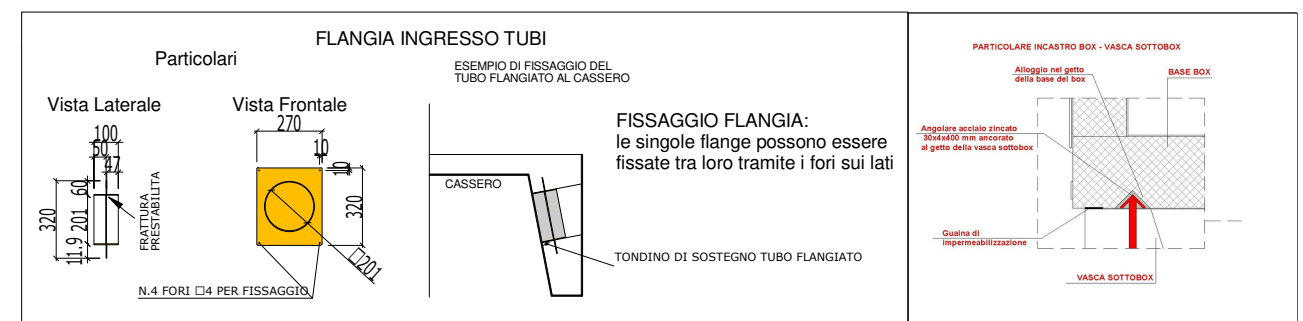 FLANGIA INGRESSO TUBI
Particolari
ESEMPIO DI FISSAGGIO DEL
TUBO FLANGIATO AL CASSERO
Vista Laterale
Vista Frontale
100
50
47
320
60
201
11.9
FRATTURA
PRESTABILITA
270
10
10
320
□201
N.4 FORI □4 PER FISSAGGIO
CASSERO
TONDINO DI SOSTEGNO TUBO FLANGIATO
FISSAGGIO FLANGIA:
le singole flange possono essere
fissate tra loro tramite i fori sui lati
PARTICOLARE INCASTRO BOX - VASCA SOTTOBOX
Alloggio nel getto
della base del box
BASE BOX
Angolare acciaio zincato
30x4x400 mm ancorato
al getto della vasca sottobox
Guaina di
impermeabilizzazione
VASCA SOTTOBOX